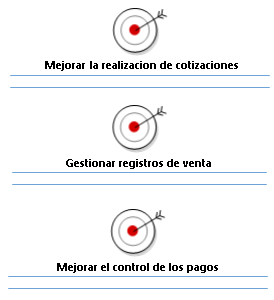 Mejorar la realizacion de cotizaciones
Gestionar registros de venta
Mejorar el control de los pagos